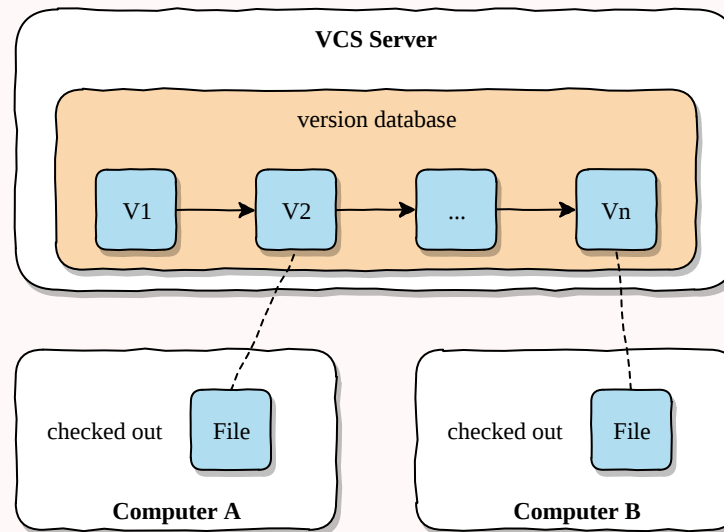 VCS Server
version database
V1
V2
...
Vn
checked out
File
Computer A
checked out
File
Computer B